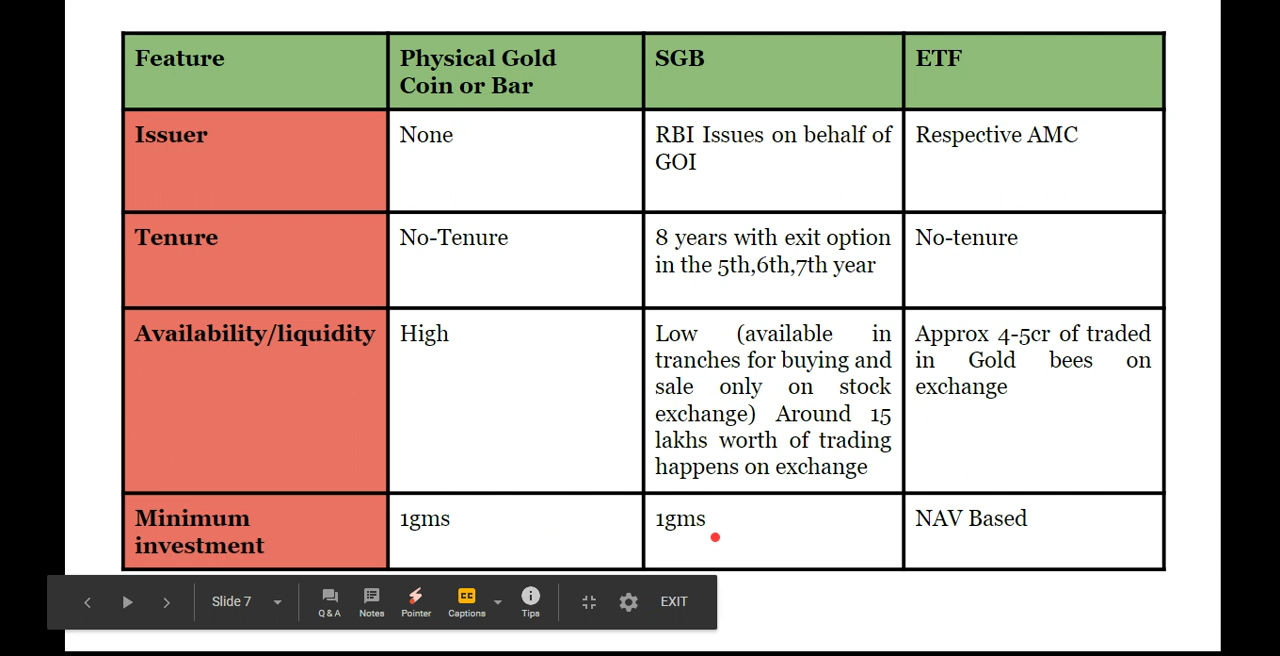 Feature
Physical Gold
Coin or Bar
SGB
ETF
Issuer
None
RBI Issues on behalf of
GOI
Respective AMC
Tenure
No-Tenure
8 years with exit option
in the 5th,6th,7th year
No-tenure
Availability/liquidity
High
Low (available in
tranches for buying and
sale only on stock
exchange) Around 15
lakhs worth of trading
happens on exchange
Approx 4-5cr of traded
in Gold bees on
exchange
Minimum
investment
1gms
1gms
NAV Based
Slide 7
Q & A
Notes
Pointer
CC
Captions
Tips
EXIT